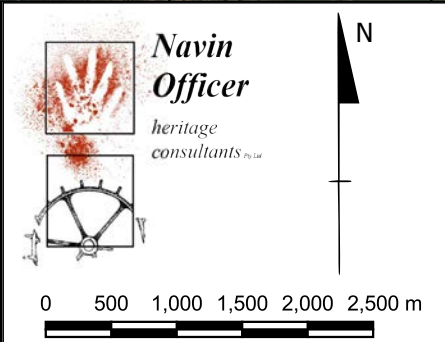 Navin
Officer
heritage
consultants Pty Ltd
N
0 500 1,000 1,500 2,000 2,500 m